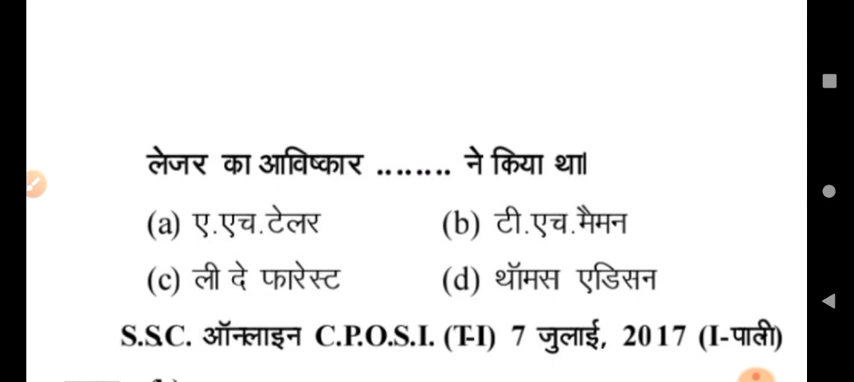 लेजर का आविष्कार ........ ने किया था।
(a) ए.एच.टेलर (b) टी.एच.मैमन
(c) ली दे फारेस्ट (d) थॉमस एडिसन
S.S.C. ऑनलाइन C.P.O.S.I. (T-I) 7 जुलाई, 2017 (I-पाली)